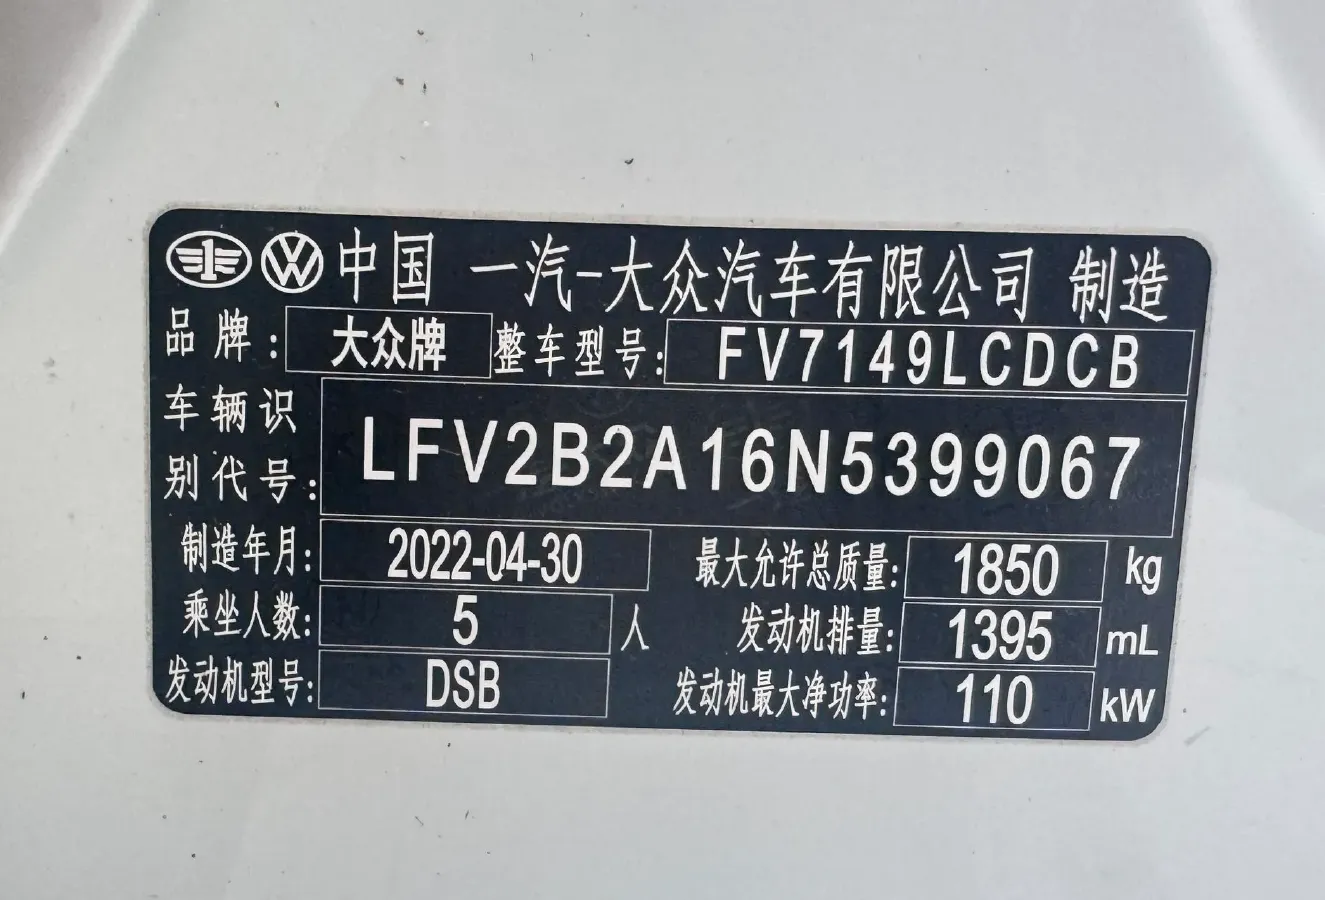 中国 一汽-大众汽车有限公司 制造
品牌: 大众牌 整车型号: FV7149LCDCB
车辆识
别代号: LFV2B2A16N5399067
制造年月: 2022-04-30 最大允许总质量: 1850 kg
乘坐人数: 5 人 发动机排量: 1395 mL
发动机型号: DSB 发动机最大净功率: 110 kW